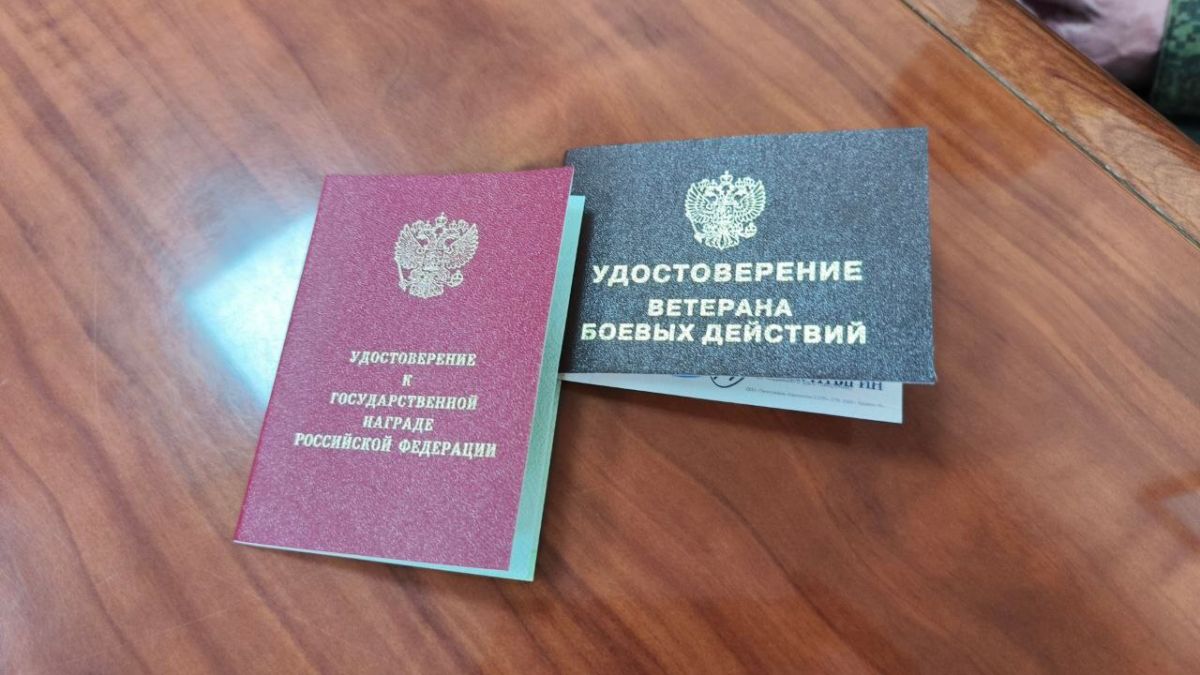 УДОСТОВЕРЕНИЕ
К
ГОСУДАРСТВЕННОЙ
НАГРАДЕ
РОССИЙСКОЙ ФЕДЕРАЦИИ
УДОСТОВЕРЕНИЕ
ВЕТЕРАНА
БОЕВЫХ ДЕЙСТВИЙ